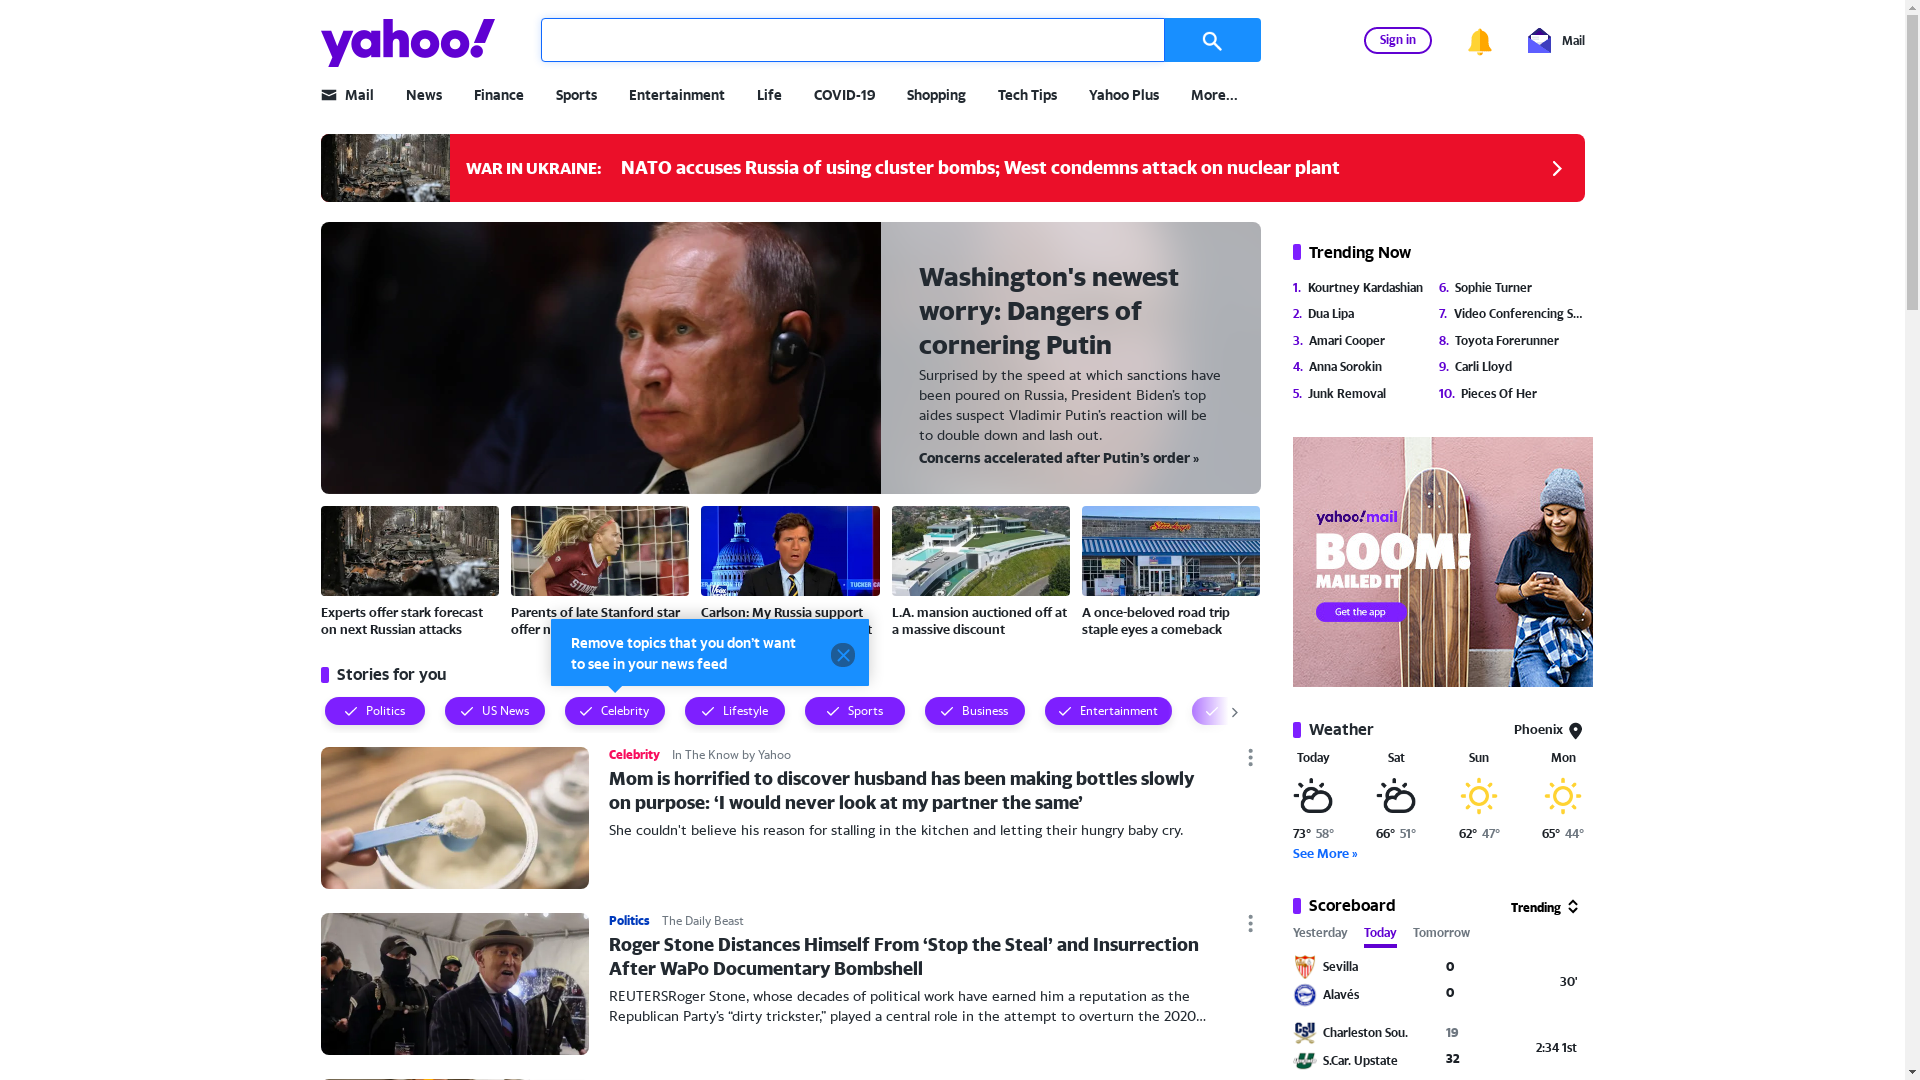 yahoo!
Sign in
Mail
Mail
News
Finance
Sports
Entertainment
Life
COVID-19
Shopping
Tech Tips
Yahoo Plus
More...
WAR IN UKRAINE: NATO accuses Russia of using cluster bombs; West condemns attack on nuclear plant
Washington's newest
worry: Dangers of
cornering Putin
Surprised by the speed at which sanctions have
been poured on Russia, President Biden’s top
aides suspect Vladimir Putin’s reaction will be
to double down and lash out.
Concerns accelerated after Putin’s order »
Experts offer stark forecast
on next Russian attacks
Parents of late Stanford star
offer n
Carlson: My Russia support
t
L.A. mansion auctioned off at
a massive discount
A once-beloved road trip
staple eyes a comeback
Remove topics that you don’t want
to see in your news feed
Stories for you
Politics
US News
Celebrity
Lifestyle
Sports
Business
Entertainment
Celebrity In The Know by Yahoo
Mom is horrified to discover husband has been making bottles slowly
on purpose: ‘I would never look at my partner the same’
She couldn't believe his reason for stalling in the kitchen and letting their hungry baby cry.
Politics The Daily Beast
Roger Stone Distances Himself From ‘Stop the Steal’ and Insurrection
After WaPo Documentary Bombshell
REUTERSRoger Stone, whose decades of political work have earned him a reputation as the
Republican Party’s “dirty trickster,” played a central role in the attempt to overturn the 2020...
Trending Now
1. Kourtney Kardashian
2. Dua Lipa
3. Amari Cooper
4. Anna Sorokin
5. Junk Removal
6. Sophie Turner
7. Video Conferencing S...
8. Toyota Forerunner
9. Carli Lloyd
10. Pieces Of Her
yahoo!mail
BOOM!
MAILED IT
Get the app
Weather
Phoenix
Today Sat Sun Mon
73° 58° 66° 51° 62° 47° 65° 44°
See More »
Scoreboard
Trending
Yesterday Today Tomorrow
Sevilla 0
30'
Alavés 0
Charleston Sou. 19
2:34 1st
S.Car. Upstate 32